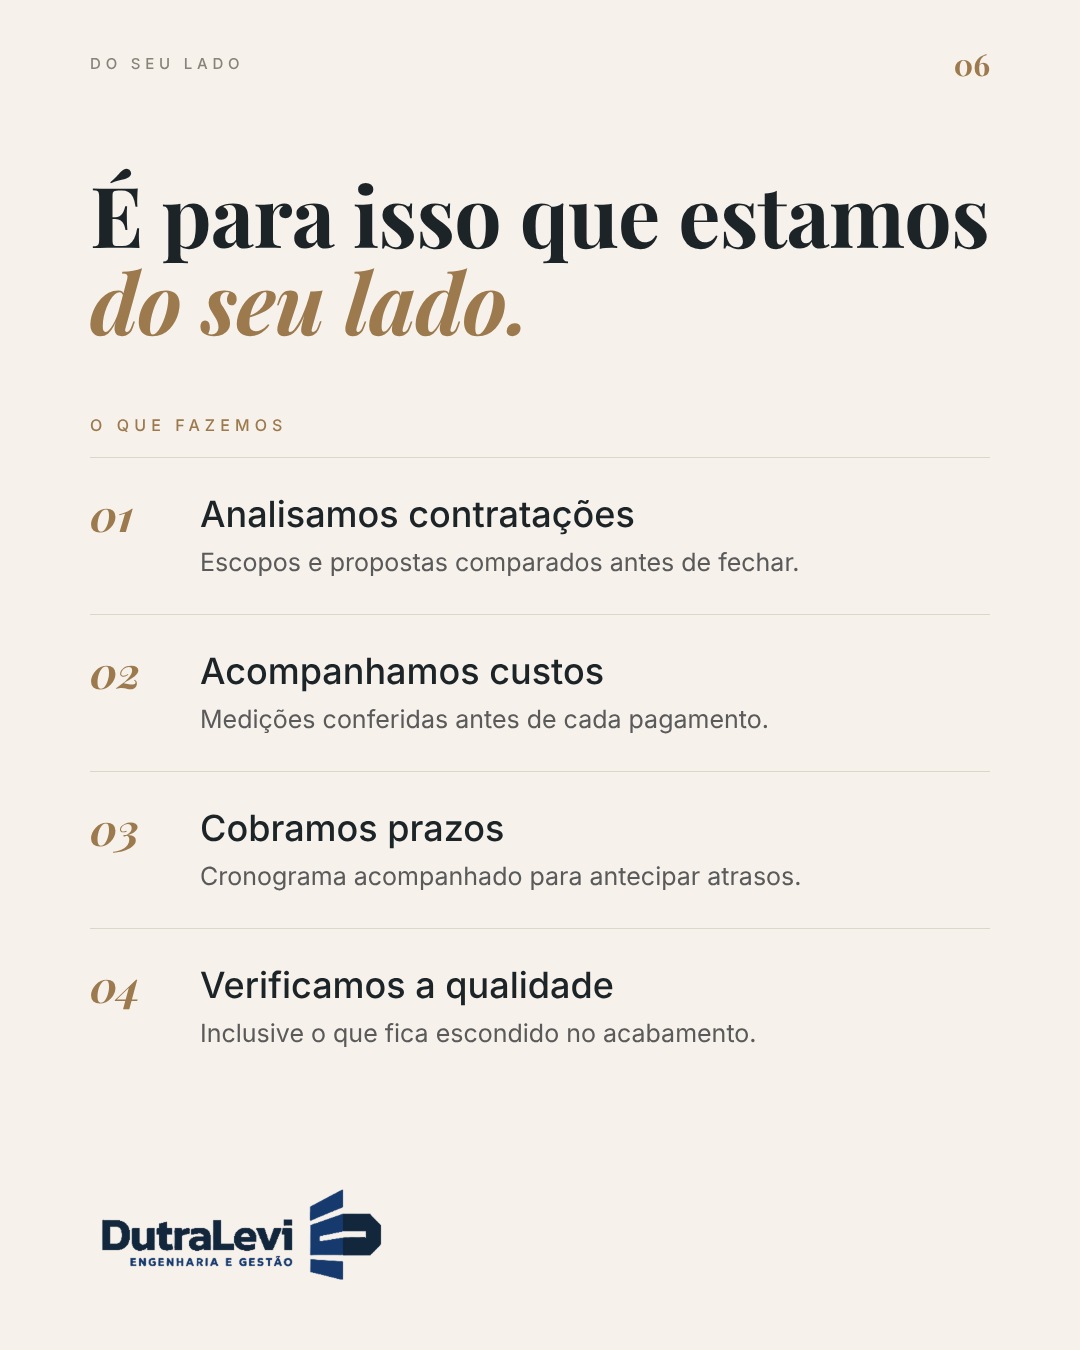 DO SEU LADO
06
É para isso que estamos
do seu lado.
O QUE FAZEMOS
01
Analisamos contratações
Escopos e propostas comparados antes de fechar.
02
Acompanhamos custos
Medições conferidas antes de cada pagamento.
03
Cobramos prazos
Cronograma acompanhado para antecipar atrasos.
04
Verificamos a qualidade
Inclusive o que fica escondido no acabamento.
DutraLevi
ENGENHARIA E GESTÃO